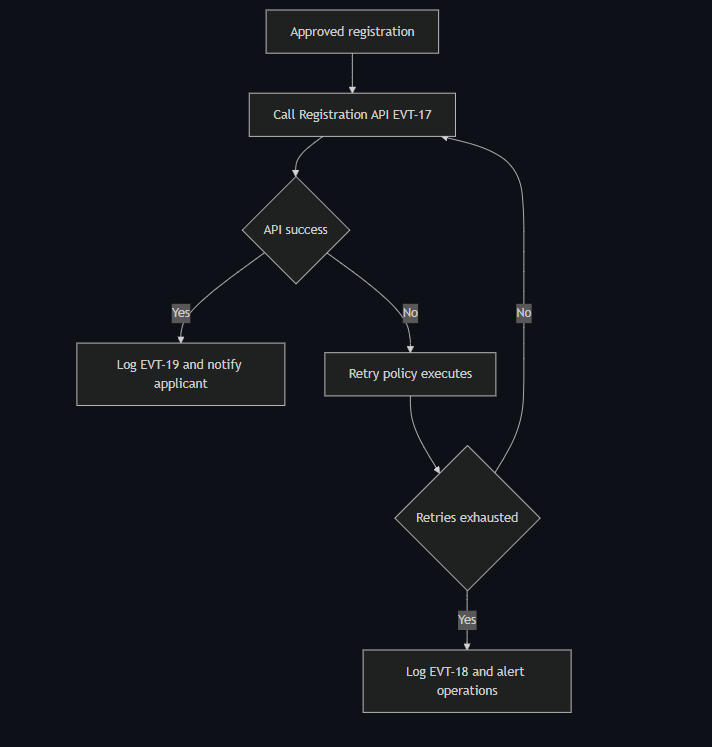 Approved registration
Call Registration API EVT-17
API success
Yes
No
No
Log EVT-19 and notify
applicant
Retry policy executes
Retries exhausted
Yes
Log EVT-18 and alert
operations